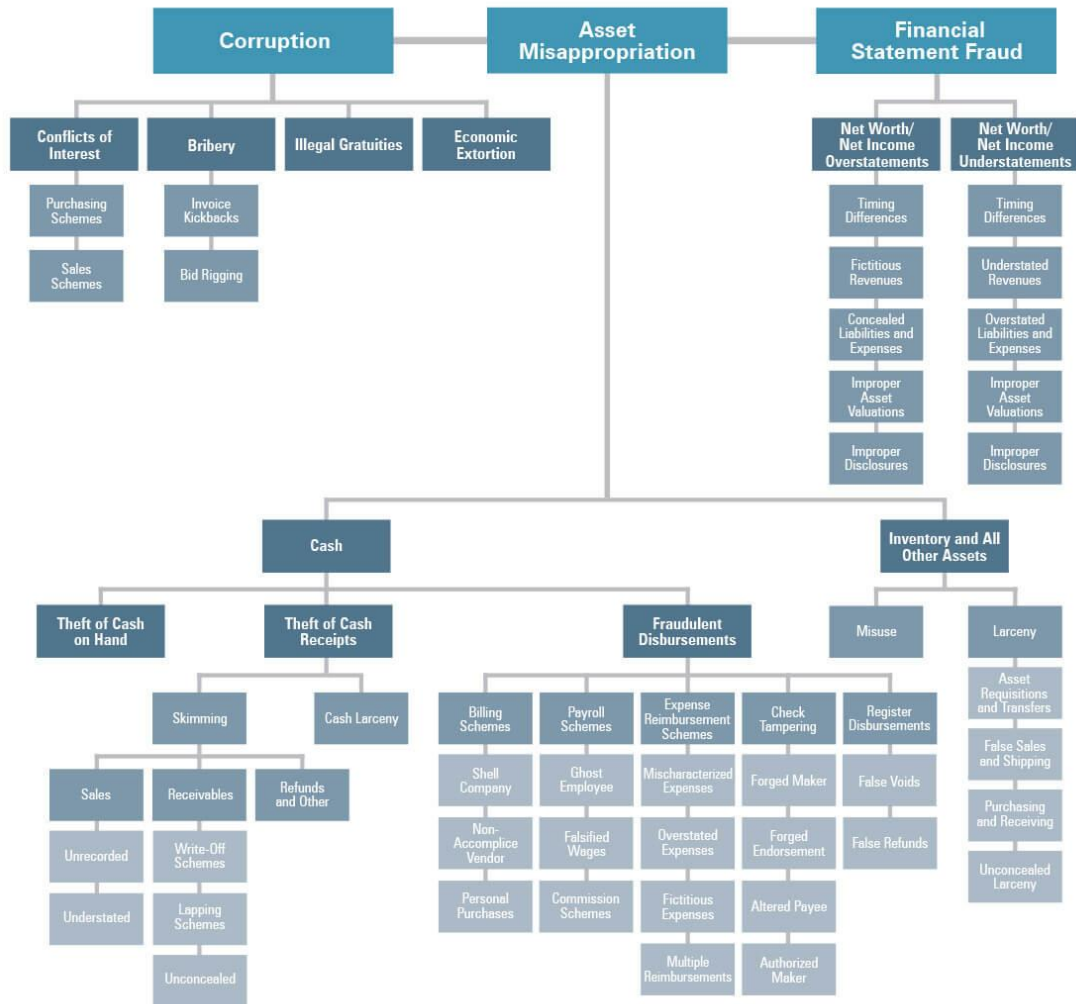 Corruption
Asset
Misappropriation
Financial
Statement Fraud
Conflicts of
Interest
Bribery
Illegal Gratuities
Economic
Extortion
Purchasing
Schemes
Sales
Schemes
Invoice
Kickbacks
Bid Rigging
Net Worth/
Net Income
Overstatements
Net Worth/
Net Income
Understatements
Timing
Differences
Fictitious
Revenues
Concealed
Liabilities and
Expenses
Improper
Asset
Valuations
Improper
Disclosures
Timing
Differences
Understated
Revenues
Overstated
Liabilities and
Expenses
Improper
Asset
Valuations
Improper
Disclosures
Cash
Inventory and All
Other Assets
Theft of Cash
on Hand
Theft of Cash
Receipts
Fraudulent
Disbursements
Misuse
Larceny
Asset
Requisitions
and Transfers
False Sales
and Shipping
Purchasing
and Receiving
Unconcealed
Larceny
Skimming
Cash Larceny
Sales
Receivables
Refunds
and Other
Unrecorded
Understated
Write-Off
Schemes
Lapping
Schemes
Unconcealed
Billing
Schemes
Shell
Company
Non-
Accomplice
Vendor
Personal
Purchases
Payroll
Schemes
Ghost
Employee
Falsified
Wages
Commission
Schemes
Expense
Reimbursement
Schemes
Mischaracterized
Expenses
Overstated
Expenses
Fictitious
Expenses
Multiple
Reimbursements
Check
Tampering
Forged Maker
Forged
Endorsement
Altered Payee
Authorized
Maker
Register
Disbursements
False Voids
False Refunds